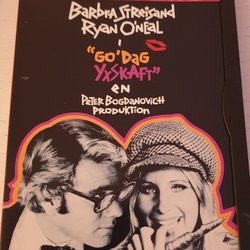 Barbra Streisand
Ryan O'Neal
i
"GO'DAG
YXSKAFT"
en
Peter Bogdanovich
PRODUKTION